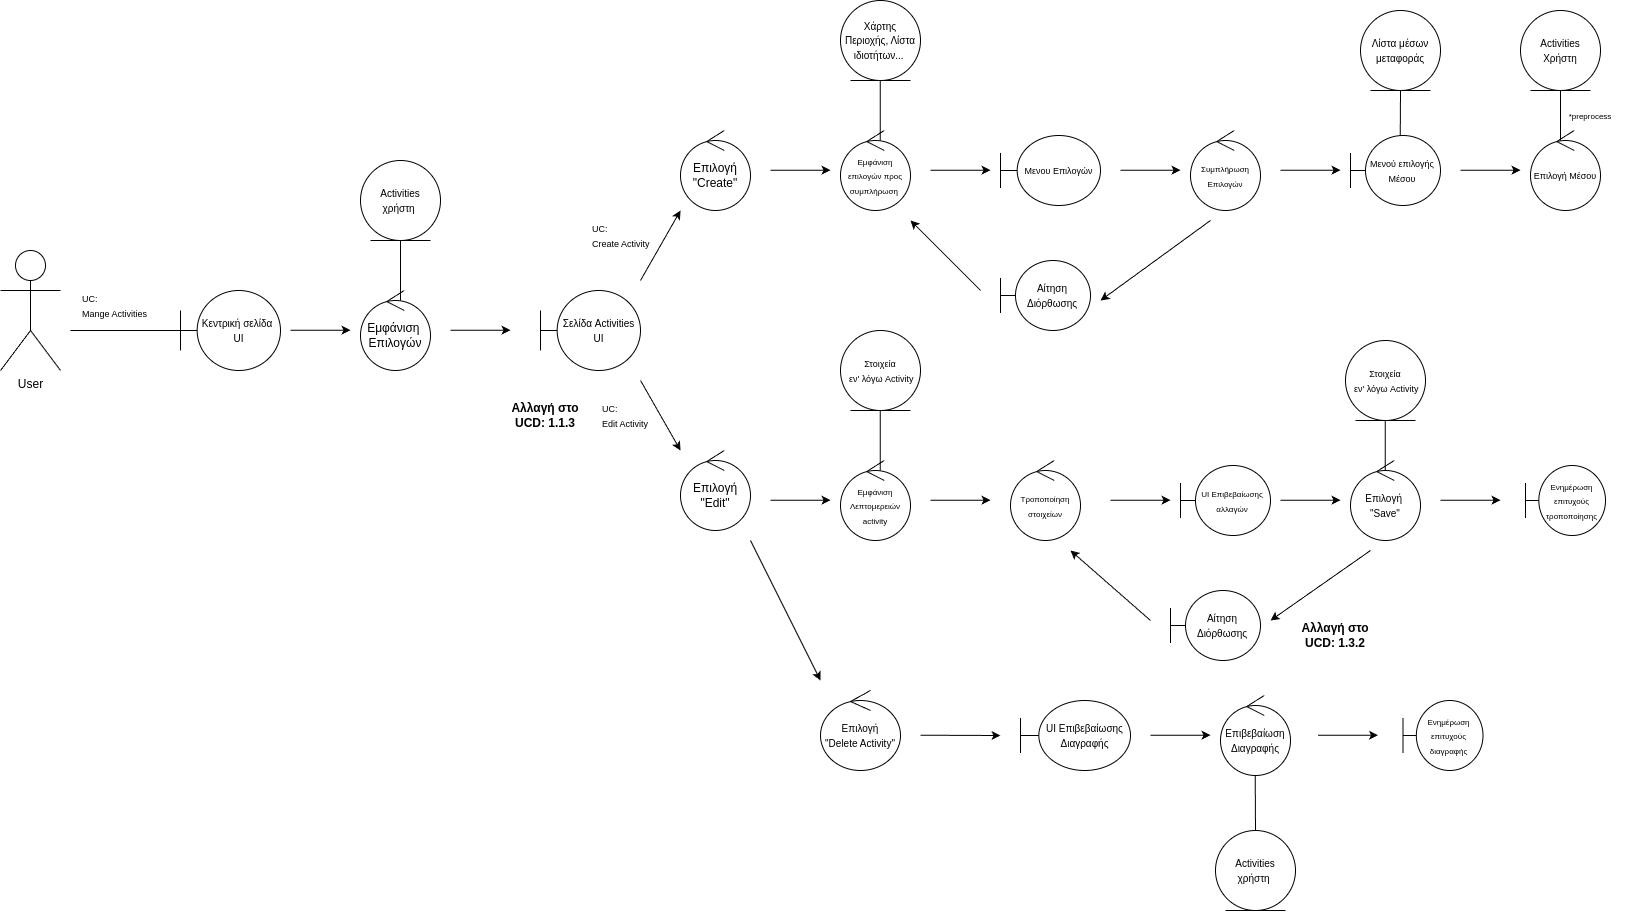 Χάρτης
Περιοχής, Λίστα
ιδιοτήτων...
Λίστα μέσων
μεταφοράς
Activities
Χρήστη
*preprocess
Επιλογή
"Create"
Εμφάνιση
επιλογών προς
συμπλήρωση
Μενου Επιλογών
Συμπλήρωση
Επιλογών
Μενού επιλογής
Μέσου
Επιλογή Μέσου
Activities
χρήστη
UC:
Create Activity
Αίτηση
Διόρθωσης
UC:
Mange Activities
Κεντρική σελίδα
UI
Εμφάνιση
Επιλογών
Σελίδα Activities
UI
User
Αλλαγή στο
UCD: 1.1.3
UC:
Edit Activity
Στοιχεία
εν' λόγω Activity
Στοιχεία
εν' λόγω Activity
Επιλογή
"Edit"
Εμφάνιση
Λεπτομερειών
activity
Τροποποίηση
στοιχείων
UI Επιβεβαίωσης
αλλαγών
Επιλογή
"Save"
Ενημέρωση
επιτυχούς
τροποποίησης
Αίτηση
Διόρθωσης
Αλλαγή στο
UCD: 1.3.2
Επιλογή
"Delete Activity"
UI Επιβεβαίωσης
Διαγραφής
Επιβεβαίωση
Διαγραφής
Ενημέρωση
επιτυχούς
διαγραφής
Activities
χρήστη